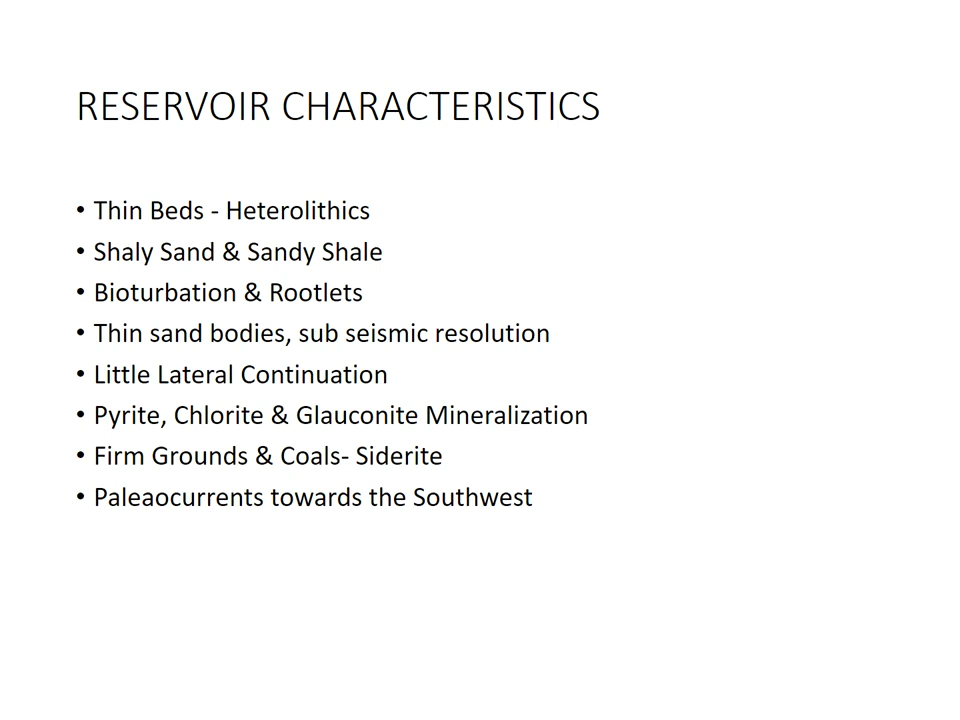 RESERVOIR CHARACTERISTICS
• Thin Beds - Heterolithics
• Shaly Sand & Sandy Shale
• Bioturbation & Rootlets
• Thin sand bodies, sub seismic resolution
• Little Lateral Continuation
• Pyrite, Chlorite & Glauconite Mineralization
• Firm Grounds & Coals- Siderite
• Paleaocurrents towards the Southwest